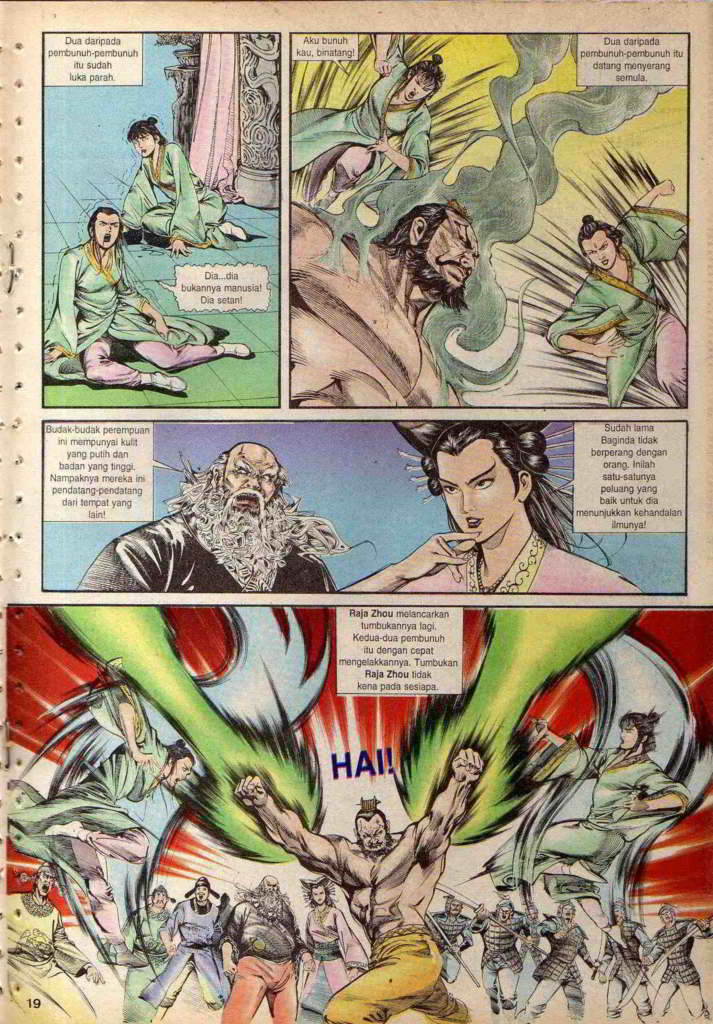 Dua daripada
pembunuh-pembunuh
itu sudah
luka parah.
Dia...dia
bukannya manusia!
Dia setan!
Aku bunuh
kau, binatang!
Dua daripada
pembunuh-pembunuh itu
datang menyerang
semula.
Budak-budak perempuan
ini mempunyai kulit
yang putih dan
badan yang tinggi.
Nampaknya mereka ini
pendatang-pendatang
dari tempat yang
lain!
Sudah lama
Baginda tidak
berperang dengan
orang. Inilah
satu-satunya
peluang yang
baik untuk dia
menunjukkan kehandalan
ilmunya!
Raja Zhou melancarkan
tumbukannya lagi.
Kedua-dua pembunuh
itu dengan cepat
mengelakkannya. Tumbukan
Raja Zhou tidak
kena pada sesiapa.
HAI!
19